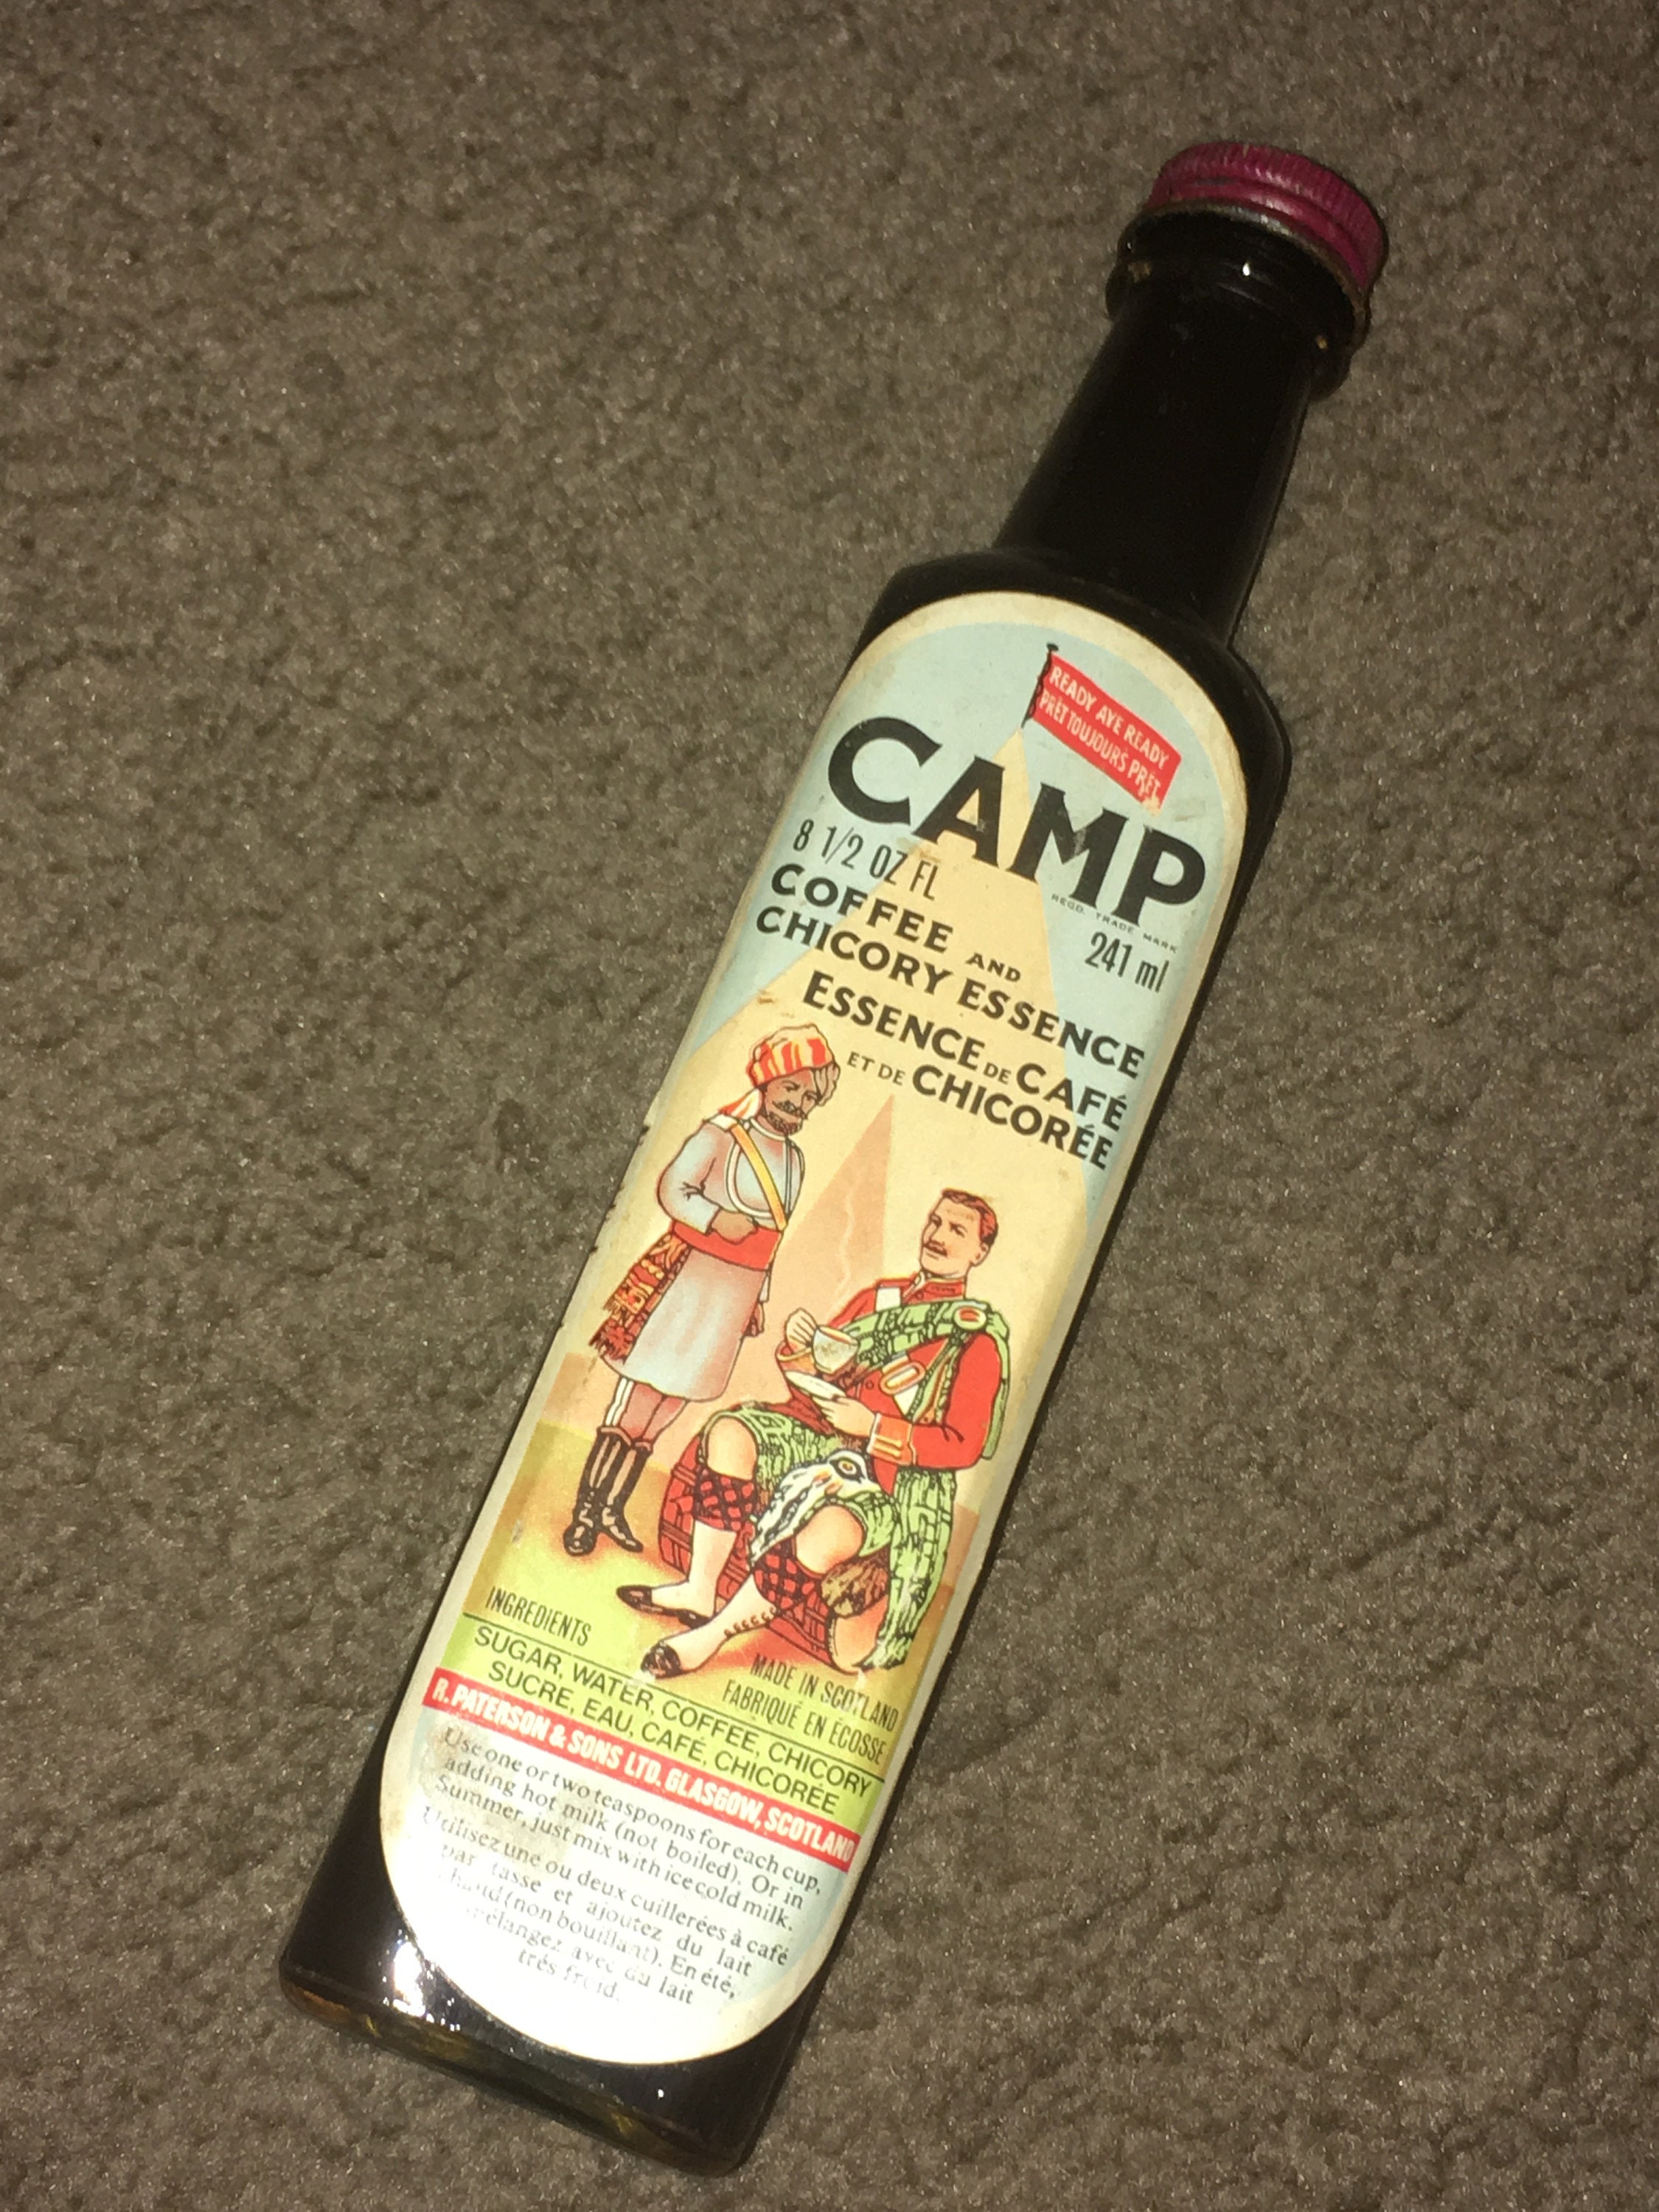 READY AYE READY
PRÊT TOUJOURS PRÊT
CAMP
REGD. TRADE MARK
8 1/2 OZ FL
241 ml
COFFEE AND
CHICORY ESSENCE
ESSENCE DE CAFÉ
ET DE CHICORÉE
INGREDIENTS
MADE IN SCOTLAND
FABRIQUÉ EN ÉCOSSE
SUGAR, WATER, COFFEE, CHICORY
SUCRE, EAU, CAFÉ, CHICORÉE
R. PATERSON & SONS LTD. GLASGOW, SCOTLAND
Use one or two teaspoons for each cup,
adding hot milk (not boiled). Or in
Summer, just mix with ice cold milk.
Utilisez une ou deux cuillerées à café
par tasse et ajoutez du lait
chaud (non bouillant). En été,
mélangez avec du lait
très froid.